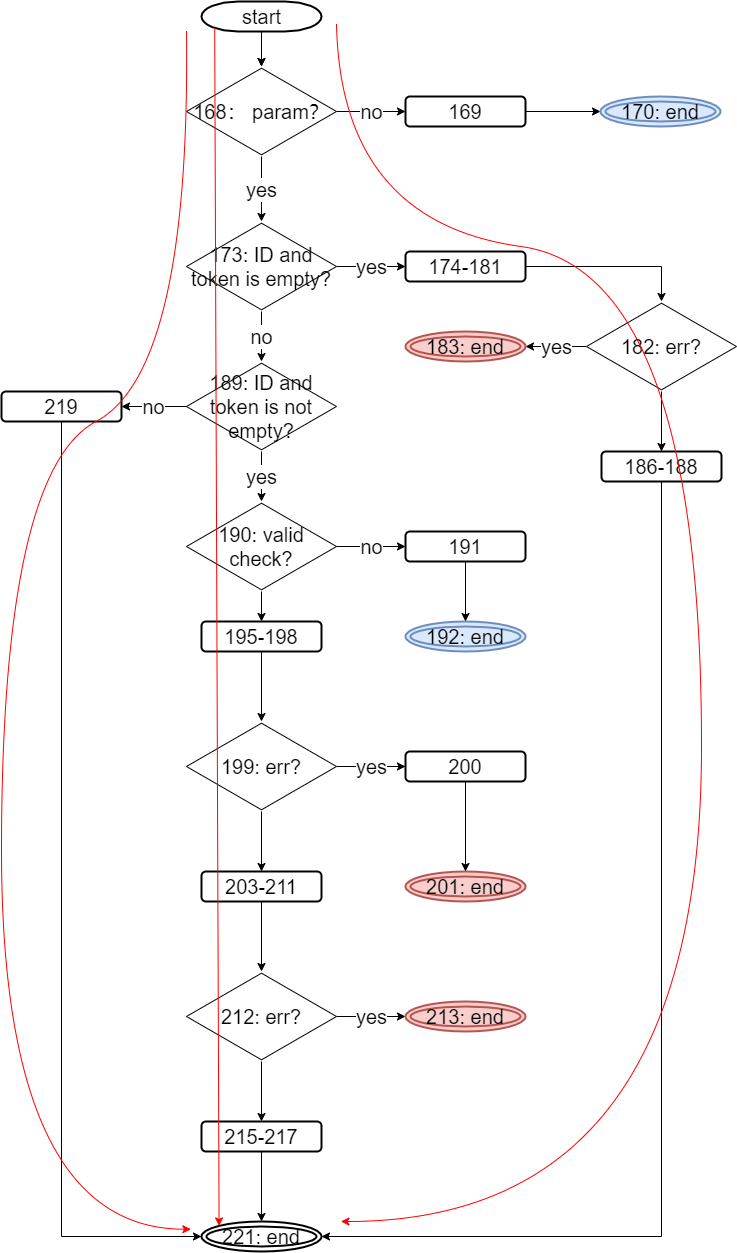 start
168： param?
no
169
170: end
yes
173: ID and
token is empty?
yes
174-181
no
182: err?
yes
183: end
189: ID and
token is not
empty?
no
219
186-188
yes
190: valid
check?
no
191
195-198
192: end
199: err?
yes
200
203-211
201: end
212: err?
yes
213: end
215-217
221: end